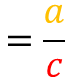 = a/c